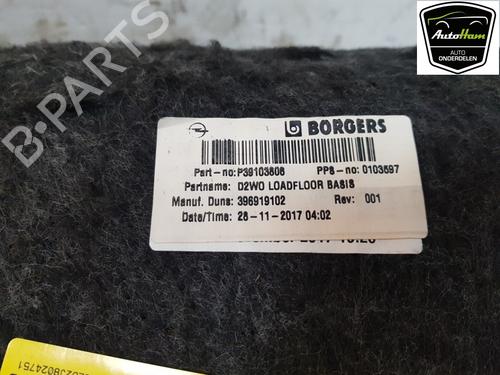 AutoHam
AUTO
ONDERDELEN
B-PARTS
BORGERS
Part-no:P39103806 PPS-no:0103697
Partname: D2WO LOADFLOOR BASIS
Manuf. Duns: 396919102 Rev: 001
Date/Time: 28-11-2017 04:02